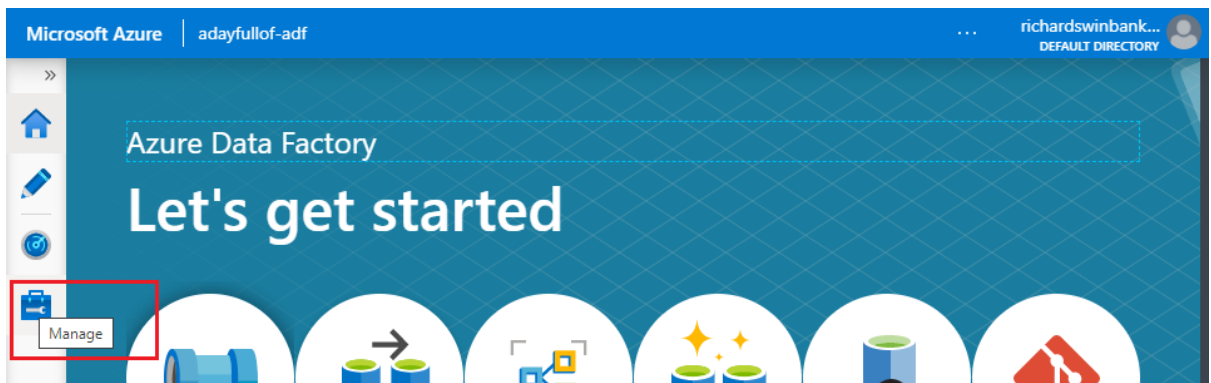 Microsoft Azure adayfullof-adf ... richardswinbank...
DEFAULT DIRECTORY
Azure Data Factory
Let's get started
Manage